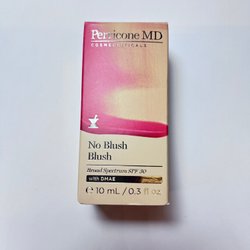 Perricone MD
COSMECEUTICALS
No Blush
Blush
Broad Spectrum SPF 30
with DMAE
e 10 mL / 0.3 fl oz